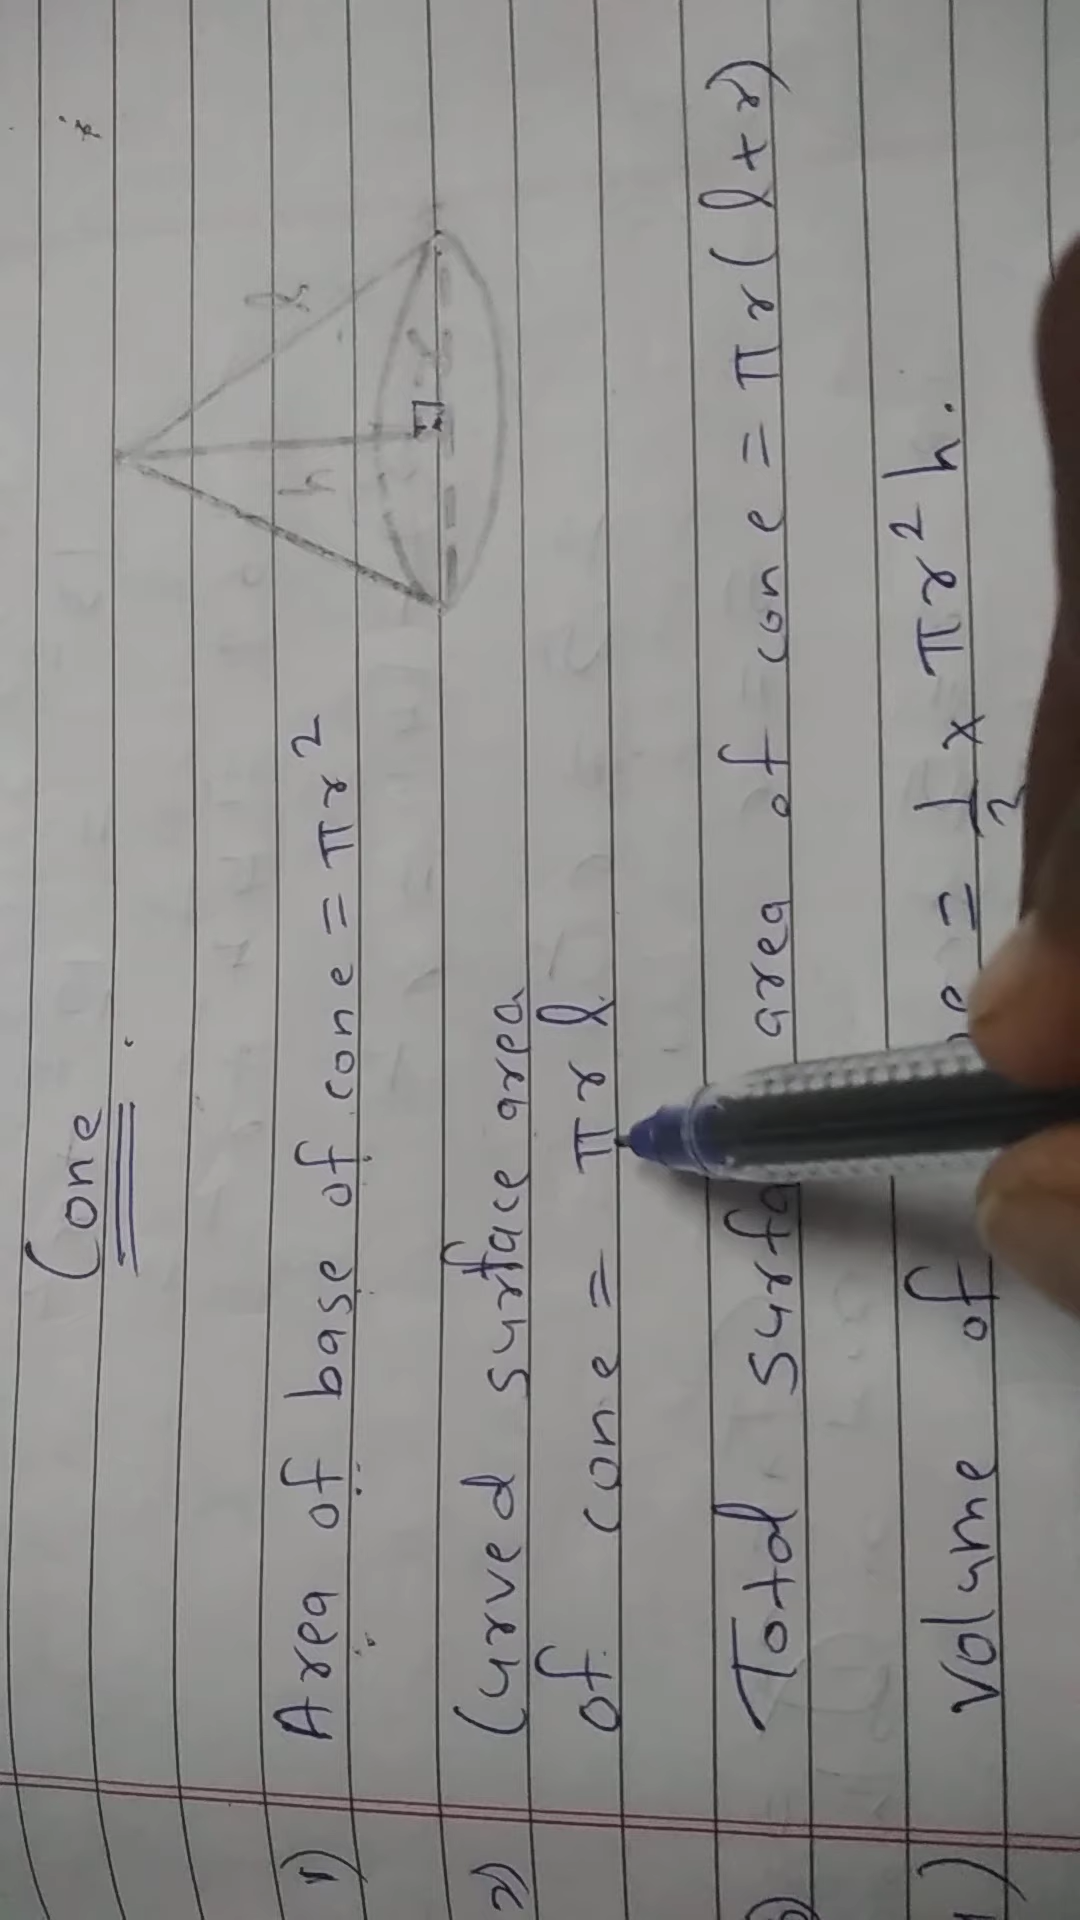 Cone
l
h
r
1) Area of base of cone = πr²
2) Curved surface area
of cone = πrl
Total surfa area of cone = πr(l+r)
Volume of = 1/3 × πr²h.